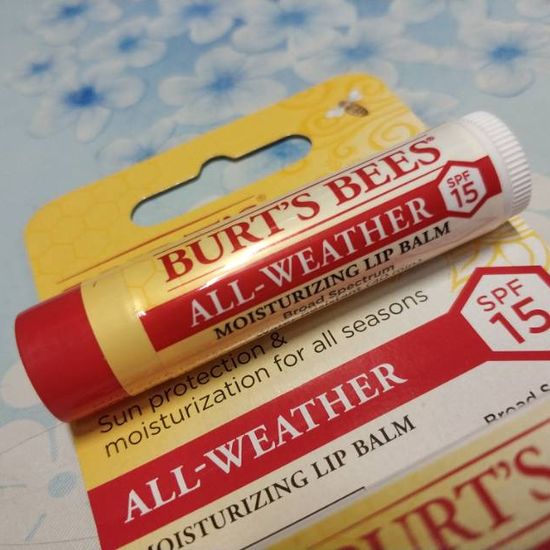 BURT'S BEES®
ALL-WEATHER
SPF
15
MOISTURIZING LIP BALM
Broad Spectrum
Sun protection &
moisturization for all seasons
SPF
15
ALL-WEATHER
Broad S
MOISTURIZING LIP BALM
BURT'S